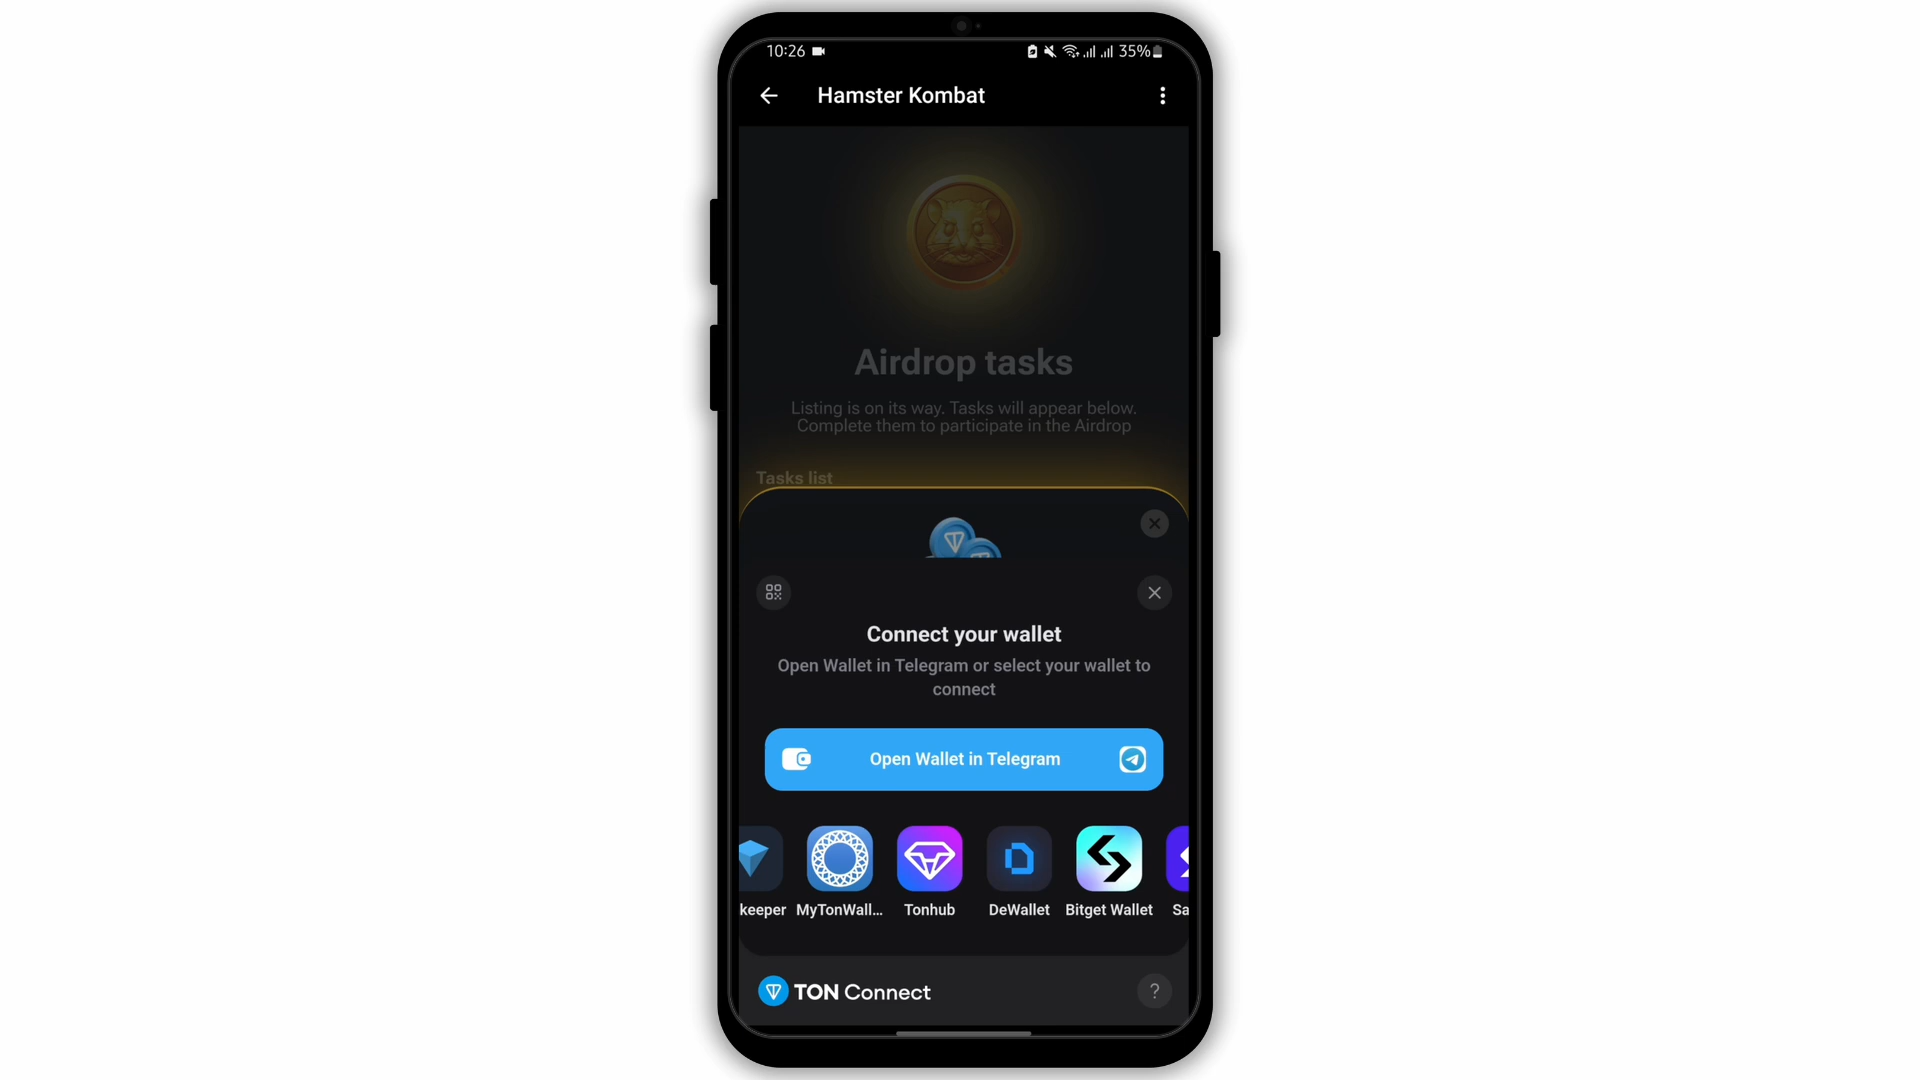 10:26
35%
Hamster Kombat
Airdrop tasks
Listing is on its way. Tasks will appear below.
Complete them to participate in the Airdrop
Tasks list
Connect your wallet
Open Wallet in Telegram or select your wallet to
connect
Open Wallet in Telegram
keeper MyTonWall... Tonhub DeWallet Bitget Wallet Sa
TON Connect
?